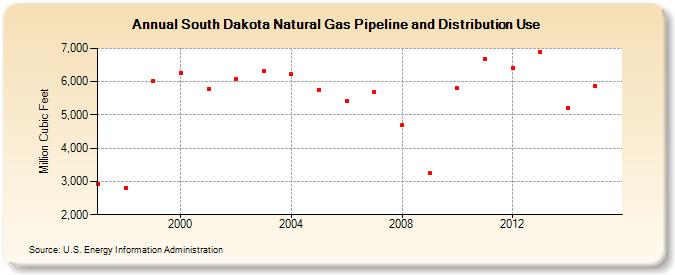 Annual South Dakota Natural Gas Pipeline and Distribution Use
Million Cubic Feet
7,000
6,000
5,000
4,000
3,000
2,000
2000 2004 2008 2012
Source: U.S. Energy Information Administration